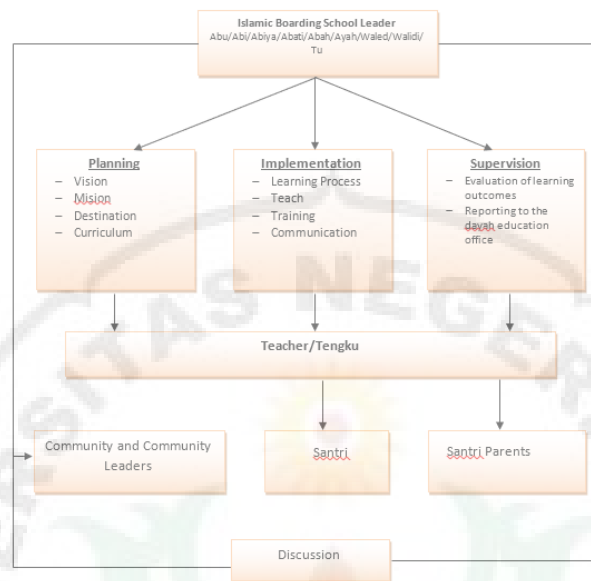 Islamic Boarding School Leader
Abu/Abi/Abiya/Abati/Abah/Ayah/Waled/Walidi/
Tu
Planning
– Vision
– Mision
– Destination
– Curriculum
Implementation
– Learning Process
– Teach
– Training
– Communication
Supervision
– Evaluation of learning
outcomes
– Reporting to the
dayah education
office
Teacher/Tengku
Community and Community
Leaders
Santri
Santri Parents
Discussion
SITAS NEGER